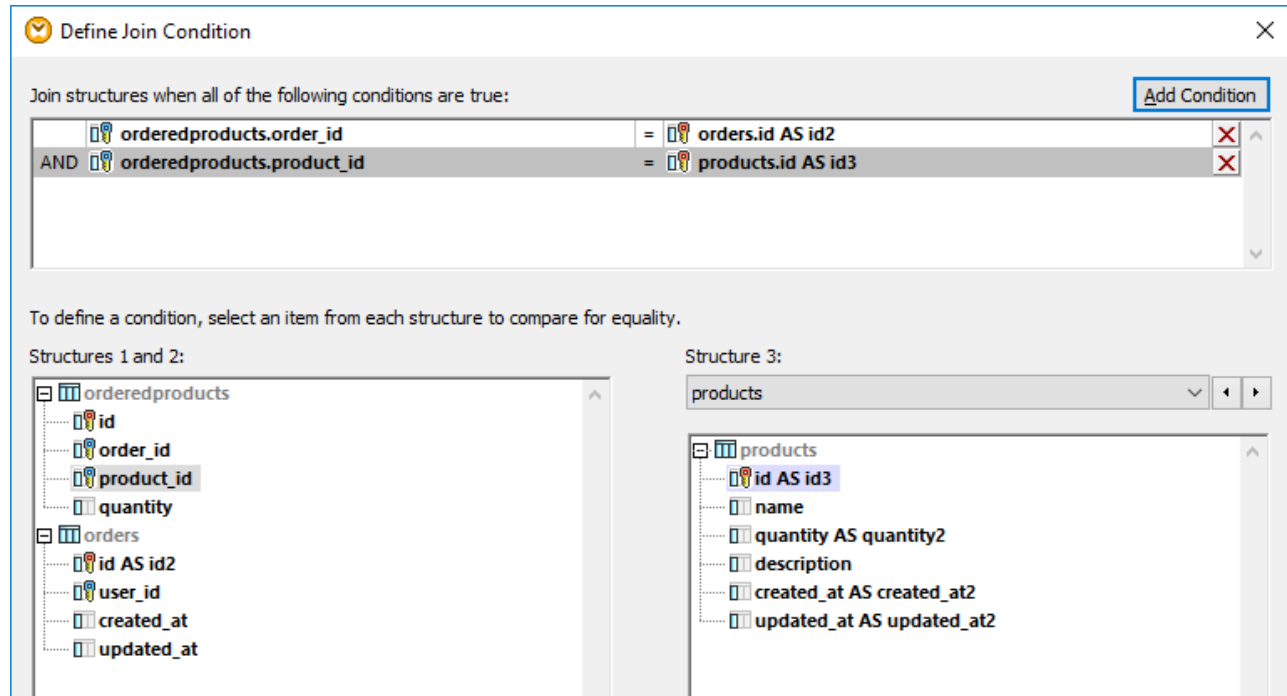 Define Join Condition
Join structures when all of the following conditions are true:
Add Condition
orderedproducts.order_id = orders.id AS id2
AND orderedproducts.product_id = products.id AS id3
To define a condition, select an item from each structure to compare for equality.
Structures 1 and 2:
Structure 3:
products
orderedproducts
id
order_id
product_id
quantity
orders
id AS id2
user_id
created_at
updated_at
products
id AS id3
name
quantity AS quantity2
description
created_at AS created_at2
updated_at AS updated_at2